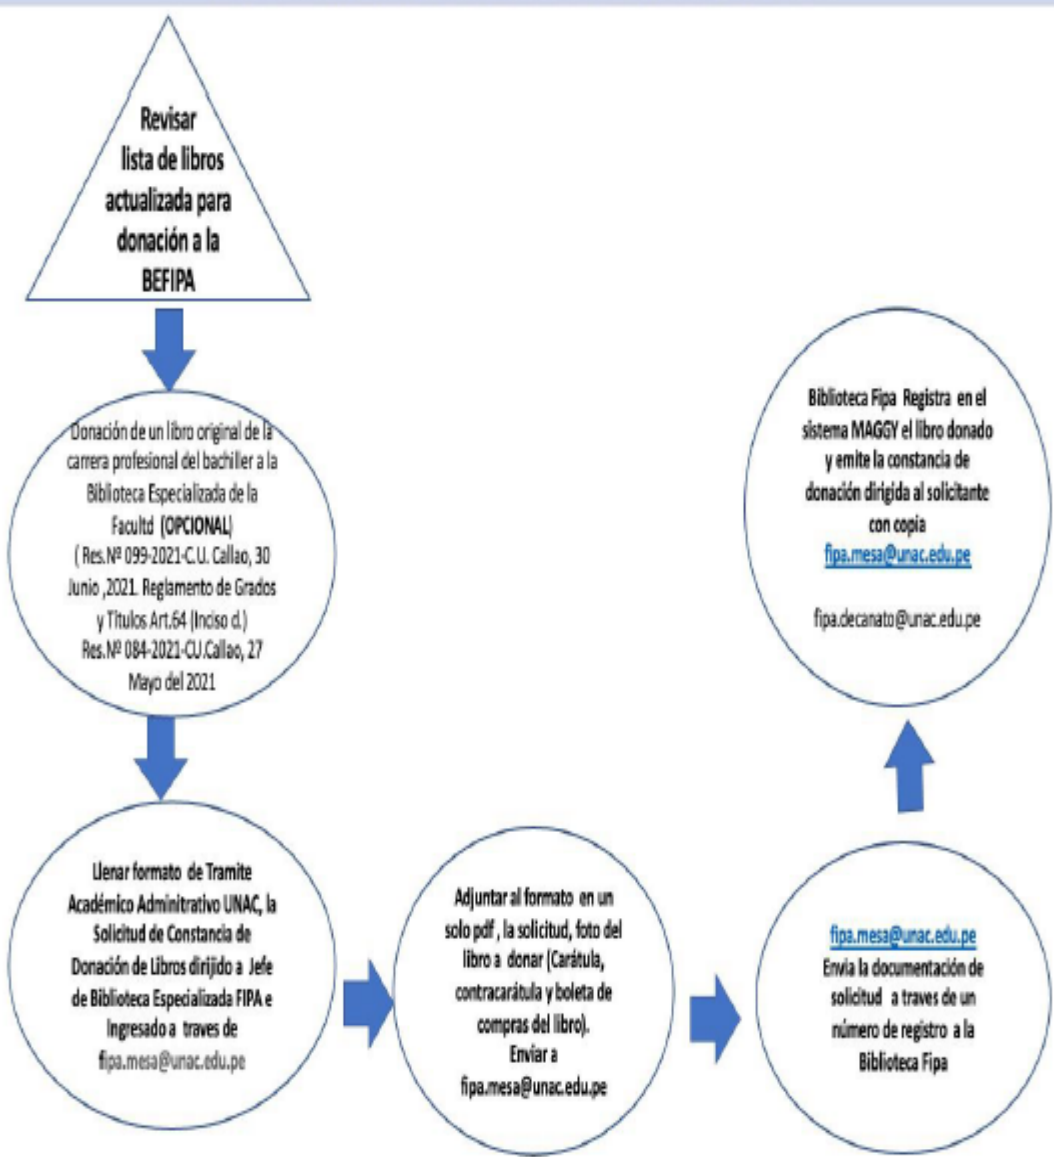 Revisar
lista de libros
actualizada para
donación a la
BEFIPA
Donación de un libro original de la
carrera profesional del bachiller a la
Biblioteca Especializada de la
Facultd (OPCIONAL)
( Res.Nº 099-2021-C.U. Callao, 30
Junio ,2021. Reglamento de Grados
y Títulos Art.64 (Inciso d.)
Res.Nº 084-2021-CU.Callao, 27
Mayo del 2021
Llenar formato de Tramite
Académico Adminitrativo UNAC, la
Solicitud de Constancia de
Donación de Libros dirijido a Jefe
de Biblioteca Especializada FIPA e
Ingresado a traves de
fipa.mesa@unac.edu.pe
Adjuntar al formato en un
solo pdf , la solicitud, foto del
libro a donar (Carátula,
contracarátula y boleta de
compras del libro).
Enviar a
fipa.mesa@unac.edu.pe
fipa.mesa@unac.edu.pe
Envia la documentación de
solicitud a traves de un
número de registro a la
Biblioteca Fipa
Biblioteca Fipa Registra en el
sistema MAGGY el libro donado
y emite la constancia de
donación dirigida al solicitante
con copia
fipa.mesa@unac.edu.pe
fipa.decanato@unac.edu.pe